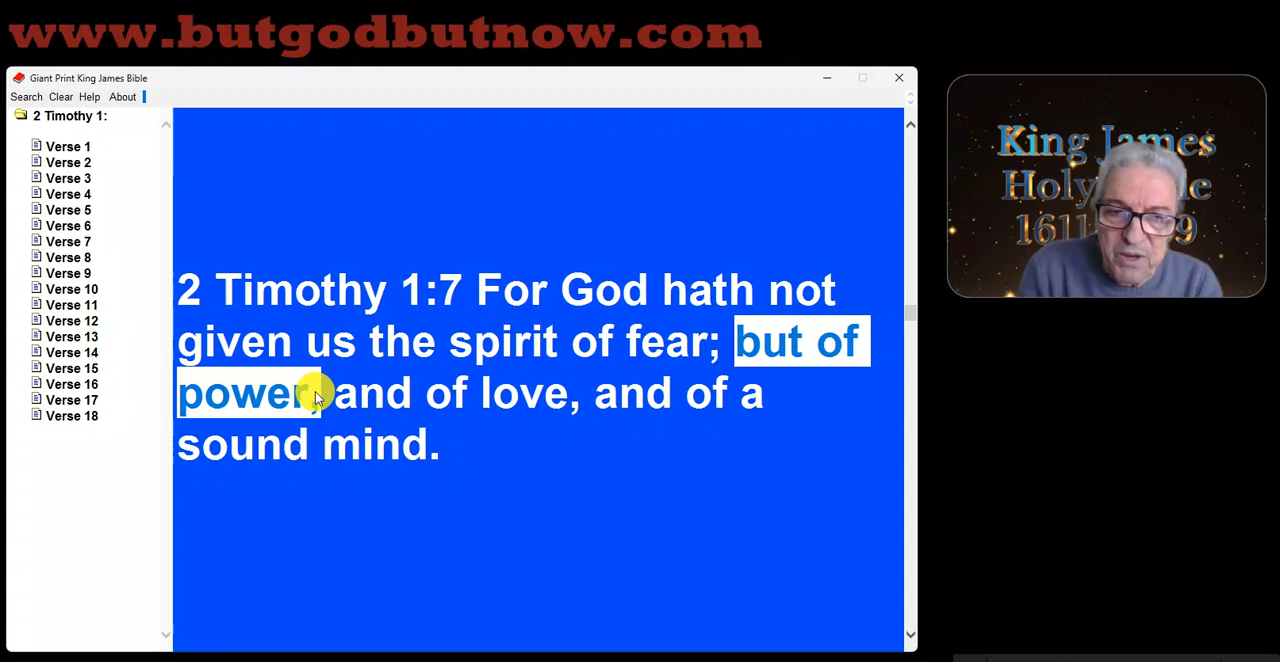 www.butgodbutnow.com
Giant Print King James Bible
Search Clear Help About
2 Timothy 1:
Verse 1
Verse 2
Verse 3
Verse 4
Verse 5
Verse 6
Verse 7
Verse 8
Verse 9
Verse 10
Verse 11
Verse 12
Verse 13
Verse 14
Verse 15
Verse 16
Verse 17
Verse 18
2 Timothy 1:7 For God hath not
given us the spirit of fear; but of
power, and of love, and of a
sound mind.
King James
Holy
1611